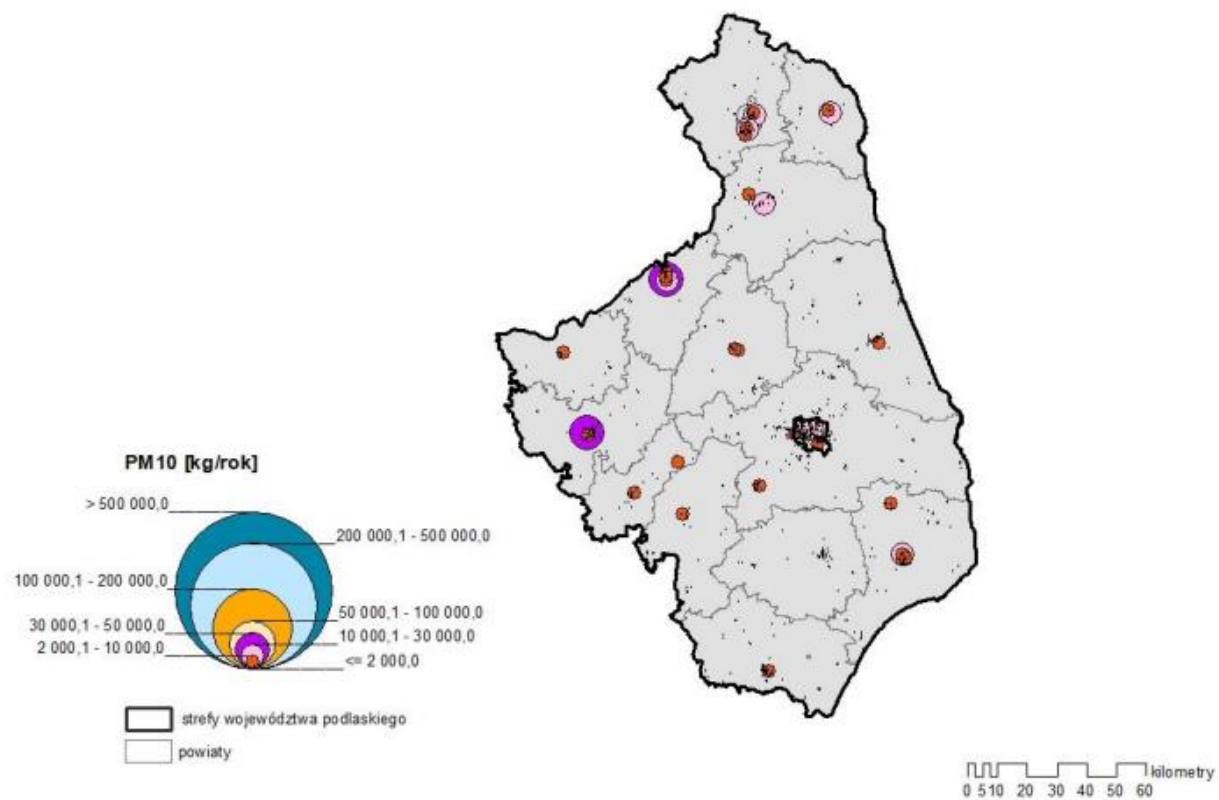 PM10 [kg/rok]
> 500 000,0
200 000,1 - 500 000,0
100 000,1 - 200 000,0
50 000,1 - 100 000,0
30 000,1 - 50 000,0
10 000,1 - 30 000,0
2 000,1 - 10 000,0
<= 2 000,0
strefy województwa podlaskiego
powiaty
kilometry
0 5 10 20 30 40 50 60